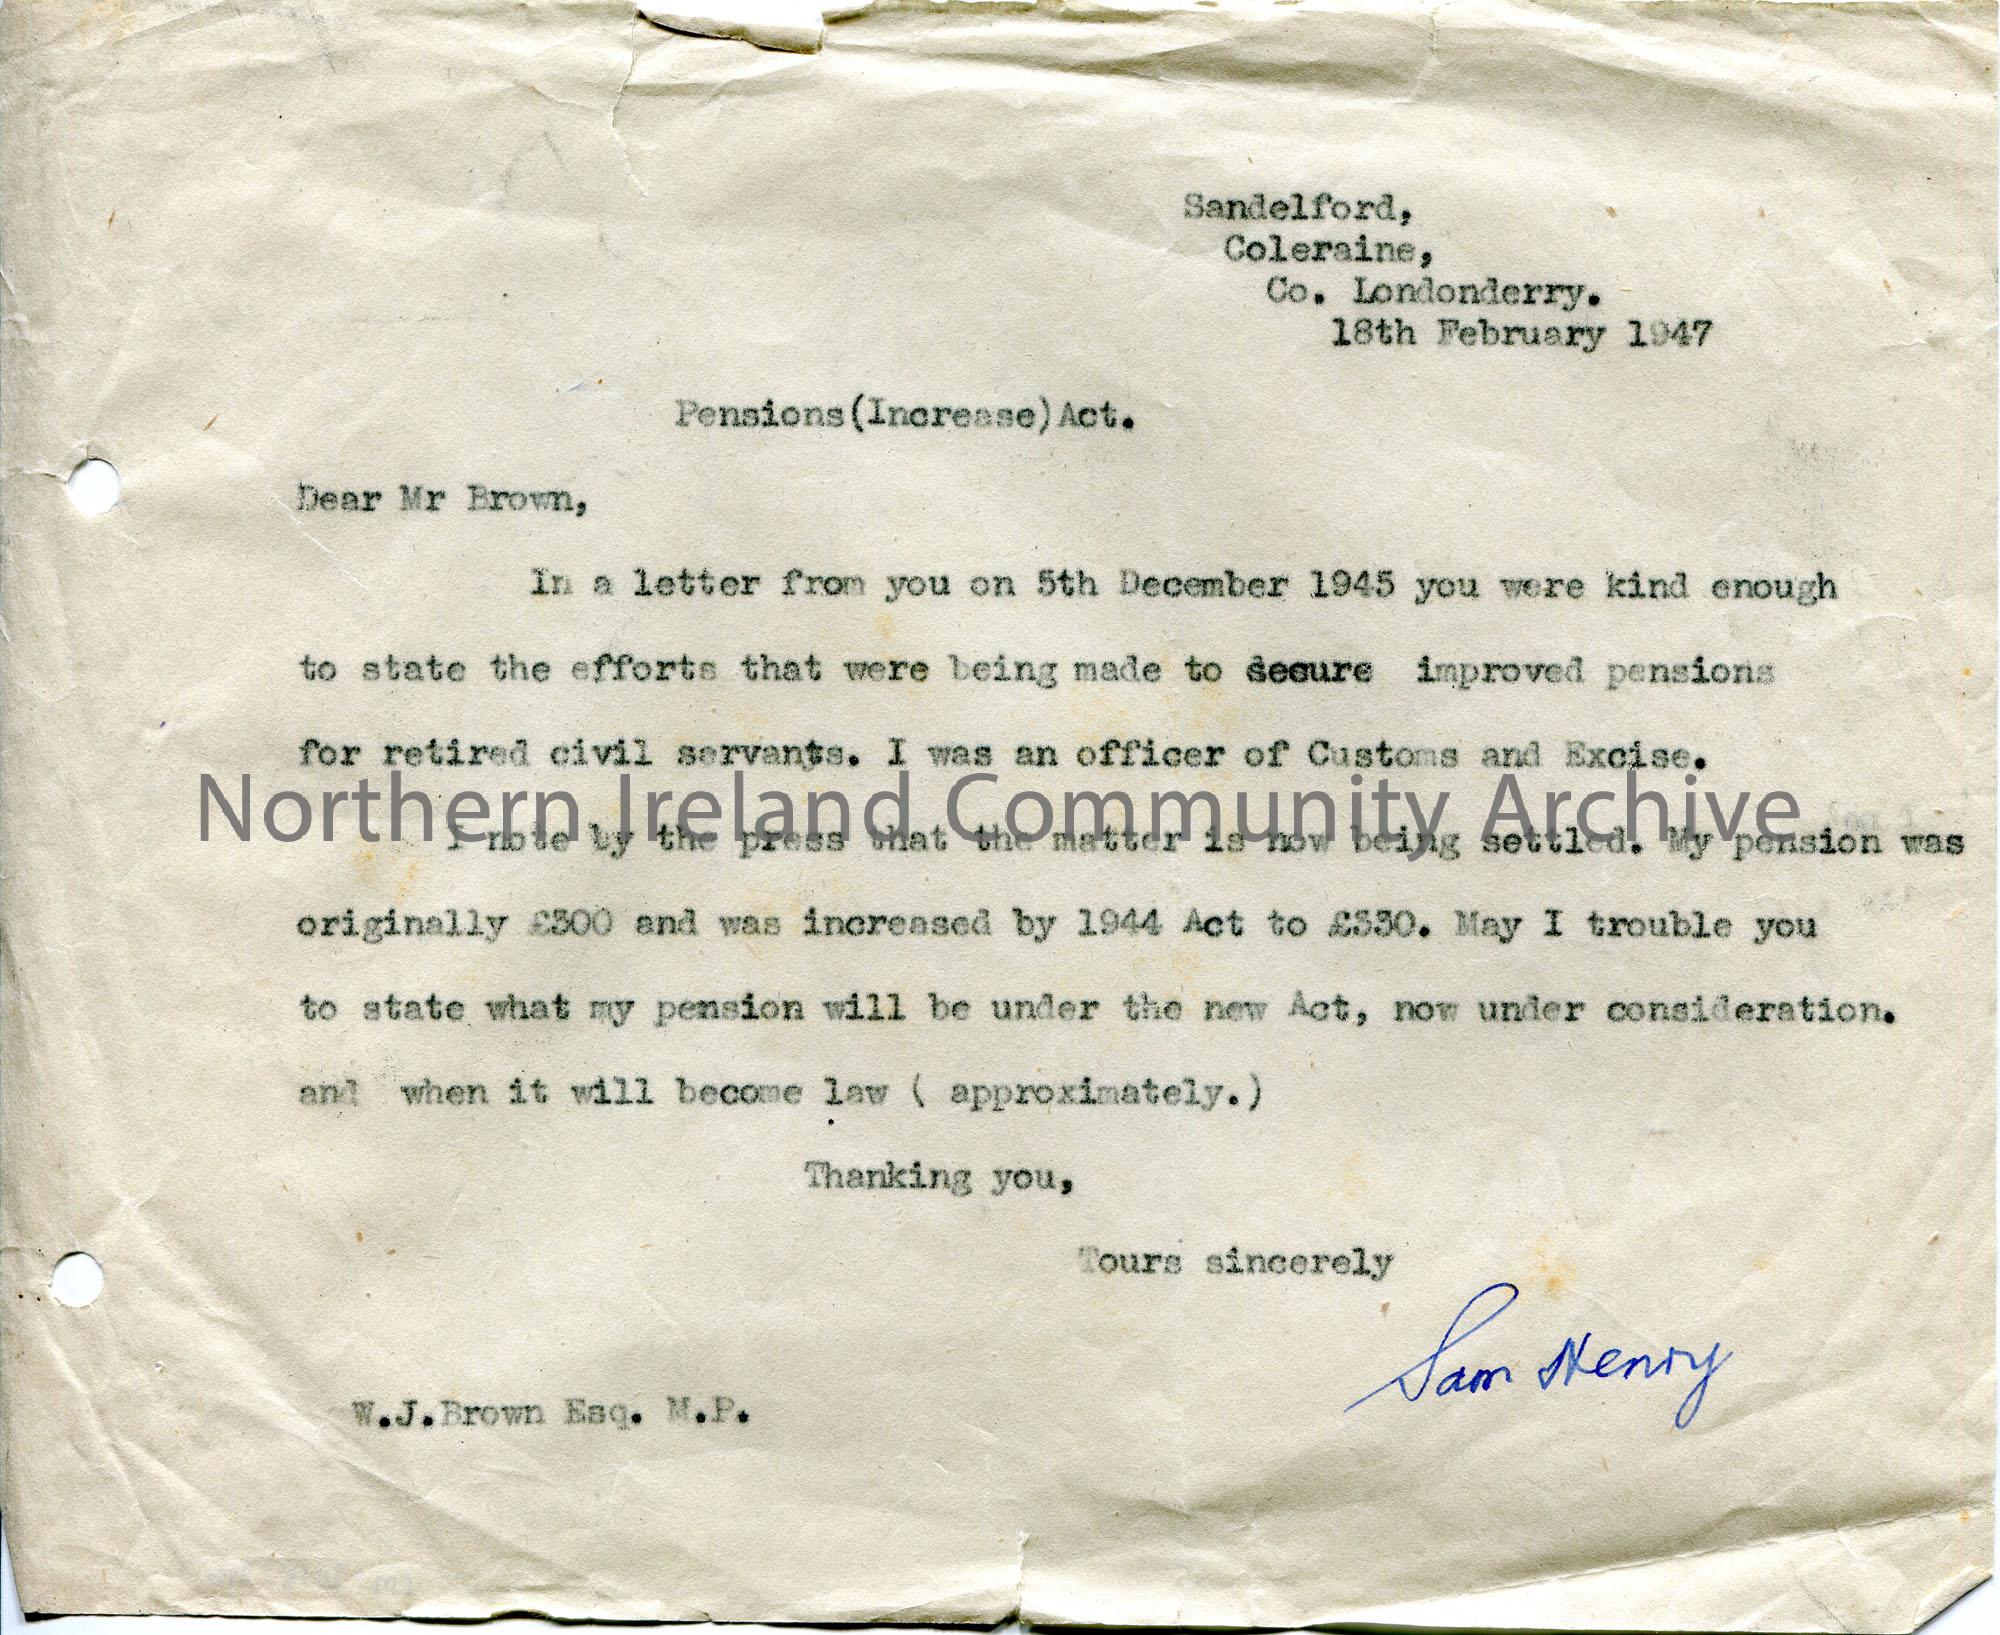 Sandelford,
Coleraine,
Co. Londonderry.
18th February 1947
Pensions(Increase)Act.
Dear Mr Brown,
In a letter from you on 5th December 1945 you were kind enough
to state the efforts that were being made to secure improved pensions
for retired civil servants. I was an officer of Customs and Excise.
Northern Ireland Community Archive
I note by the press that the matter is now being settled. My pension was
originally £300 and was increased by 1944 Act to £330. May I trouble you
to state what my pension will be under the new Act, now under consideration.
and when it will become law ( approximately.)
Thanking you,
Tours sincerely
Sam Henry
W.J.Brown Esq. M.P.